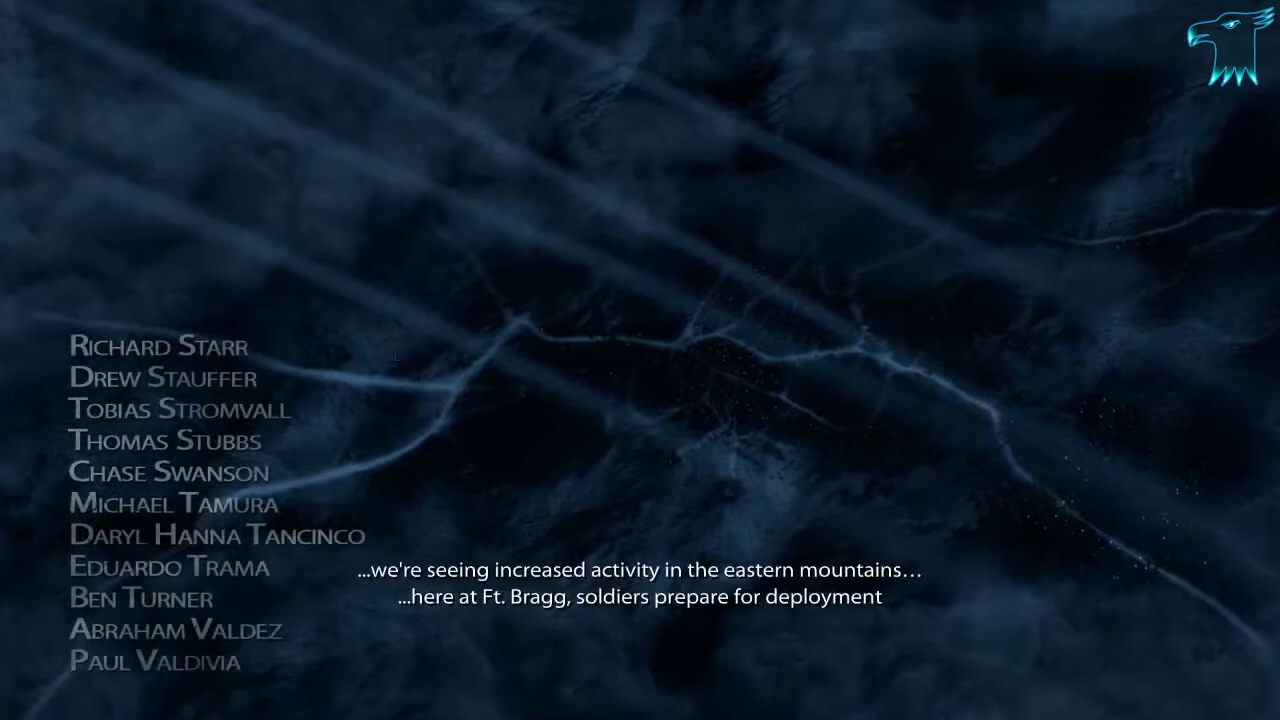 Richard Starr
Drew Stauffer
Tobias Stromvall
Thomas Stubbs
Chase Swanson
Michael Tamura
Daryl Hanna Tancinco
Eduardo Trama
Ben Turner
Abraham Valdez
Paul Valdivia
...we're seeing increased activity in the eastern mountains...
...here at Ft. Bragg, soldiers prepare for deployment